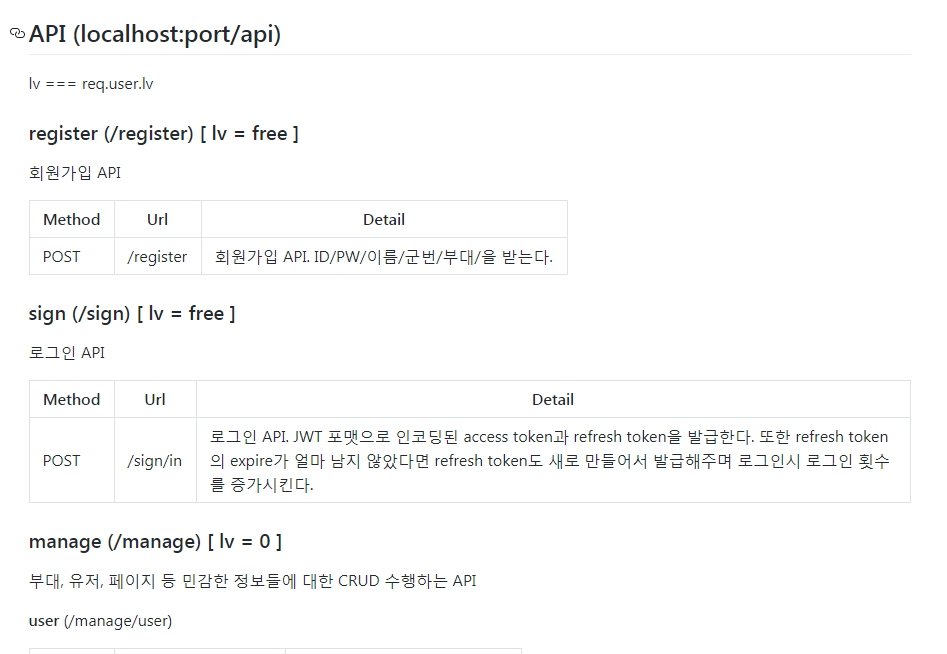 API (localhost:port/api)
lv === req.user.lv
register (/register) [ lv = free ]
회원가입 API
Method Url Detail
POST /register 회원가입 API. ID/PW/이름/군번/부대/을 받는다.
sign (/sign) [ lv = free ]
로그인 API
Method Url Detail
로그인 API. JWT 포맷으로 인코딩된 access token과 refresh token을 발급한다. 또한 refresh token
POST /sign/in 의 expire가 얼마 남지 않았다면 refresh token도 새로 만들어서 발급해주며 로그인시 로그인 횟수
를 증가시킨다.
manage (/manage) [ lv = 0 ]
부대, 유저, 페이지 등 민감한 정보들에 대한 CRUD 수행하는 API
user (/manage/user)